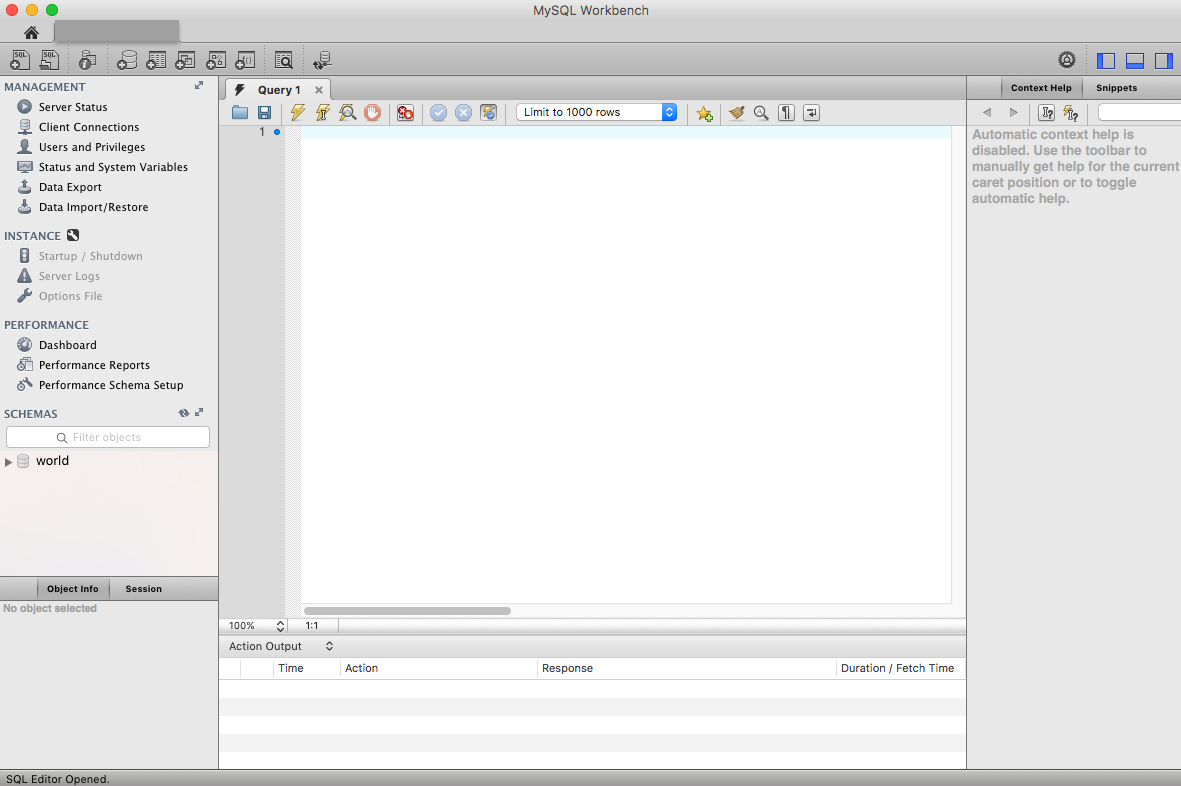 MySQL Workbench
SQL
SQL
MANAGEMENT
Server Status
Client Connections
Users and Privileges
Status and System Variables
Data Export
Data Import/Restore
INSTANCE
Startup / Shutdown
Server Logs
Options File
PERFORMANCE
Dashboard
Performance Reports
Performance Schema Setup
SCHEMAS
Filter objects
world
Object Info
Session
No object selected
Query 1
Limit to 1000 rows
1
100%
1:1
Action Output
Time
Action
Response
Duration / Fetch Time
Context Help
Snippets
Automatic context help is
disabled. Use the toolbar to
manually get help for the current
caret position or to toggle
automatic help.
SQL Editor Opened.